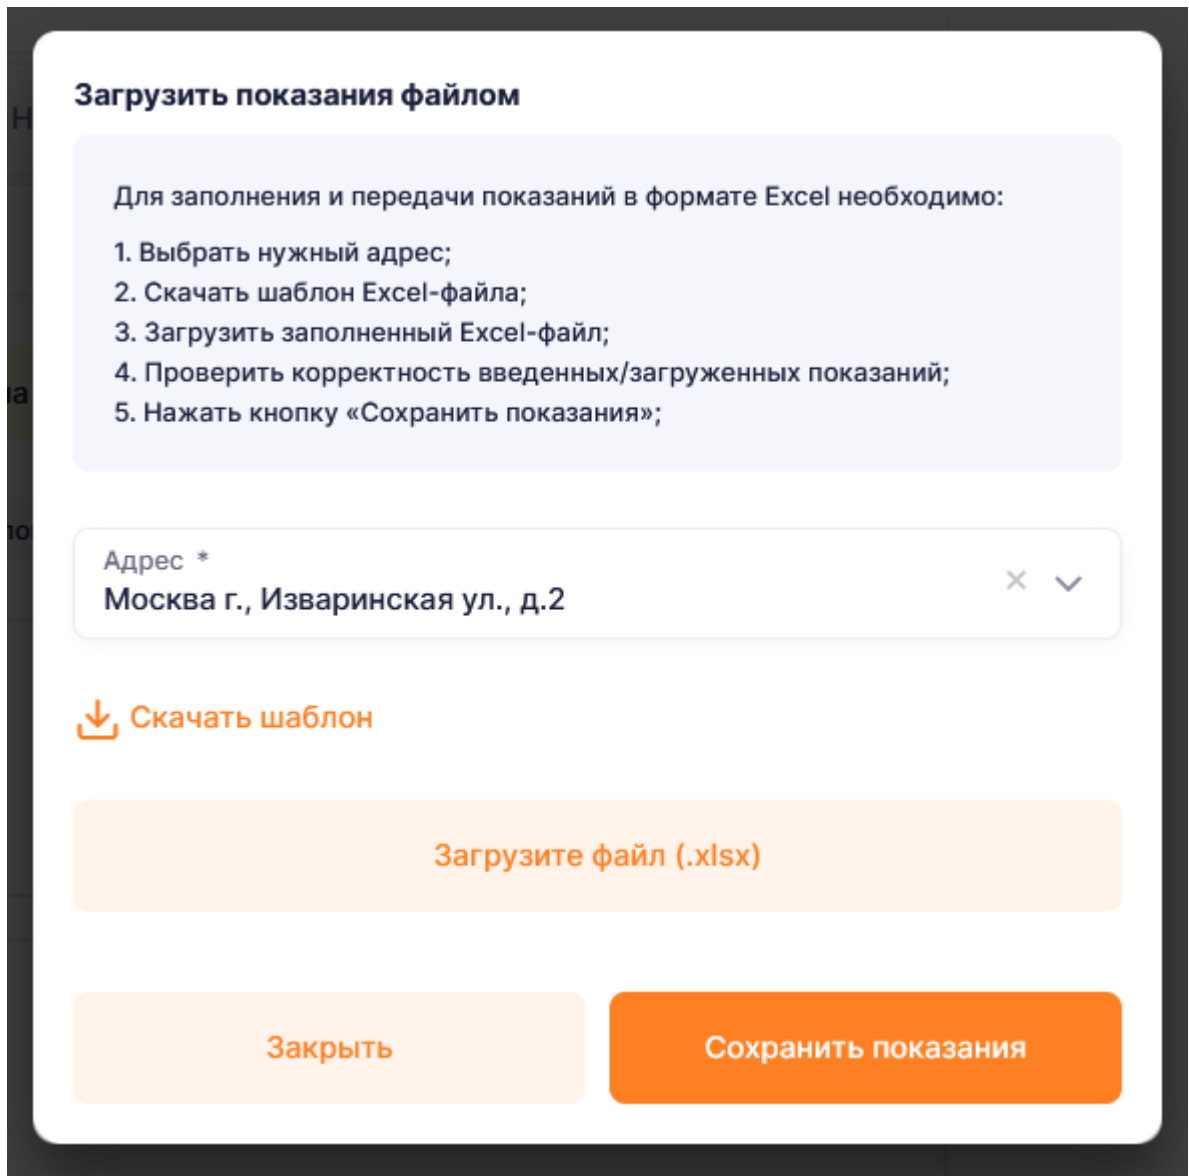 Загрузить показания файлом
Для заполнения и передачи показаний в формате Excel необходимо:
1. Выбрать нужный адрес;
2. Скачать шаблон Excel-файла;
3. Загрузить заполненный Excel-файл;
4. Проверить корректность введенных/загруженных показаний;
5. Нажать кнопку «Сохранить показания»;
Адрес *
Москва г., Изваринская ул., д.2
Скачать шаблон
Загрузите файл (.xlsx)
Закрыть
Сохранить показания